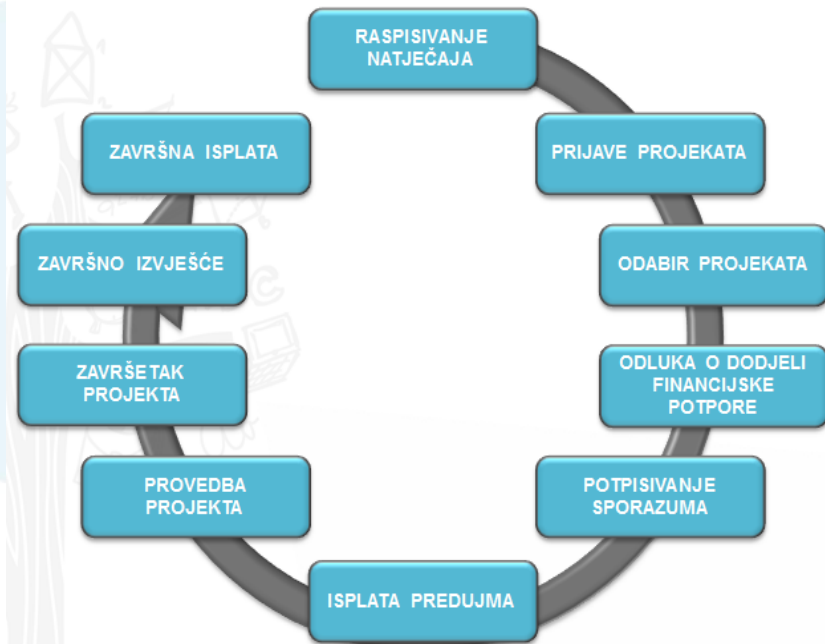 RASPISIVANJE
NATJEČAJA
PRIJAVE PROJEKATA
ODABIR PROJEKATA
ODLUKA O DODJELI
FINANCIJSKE
POTPORE
POTPISIVANJE
SPORAZUMA
ISPLATA PREDUJMA
PROVEDBA
PROJEKTA
ZAVRŠETAK
PROJEKTA
ZAVRŠNO IZVJEŠĆE
ZAVRŠNA ISPLATA